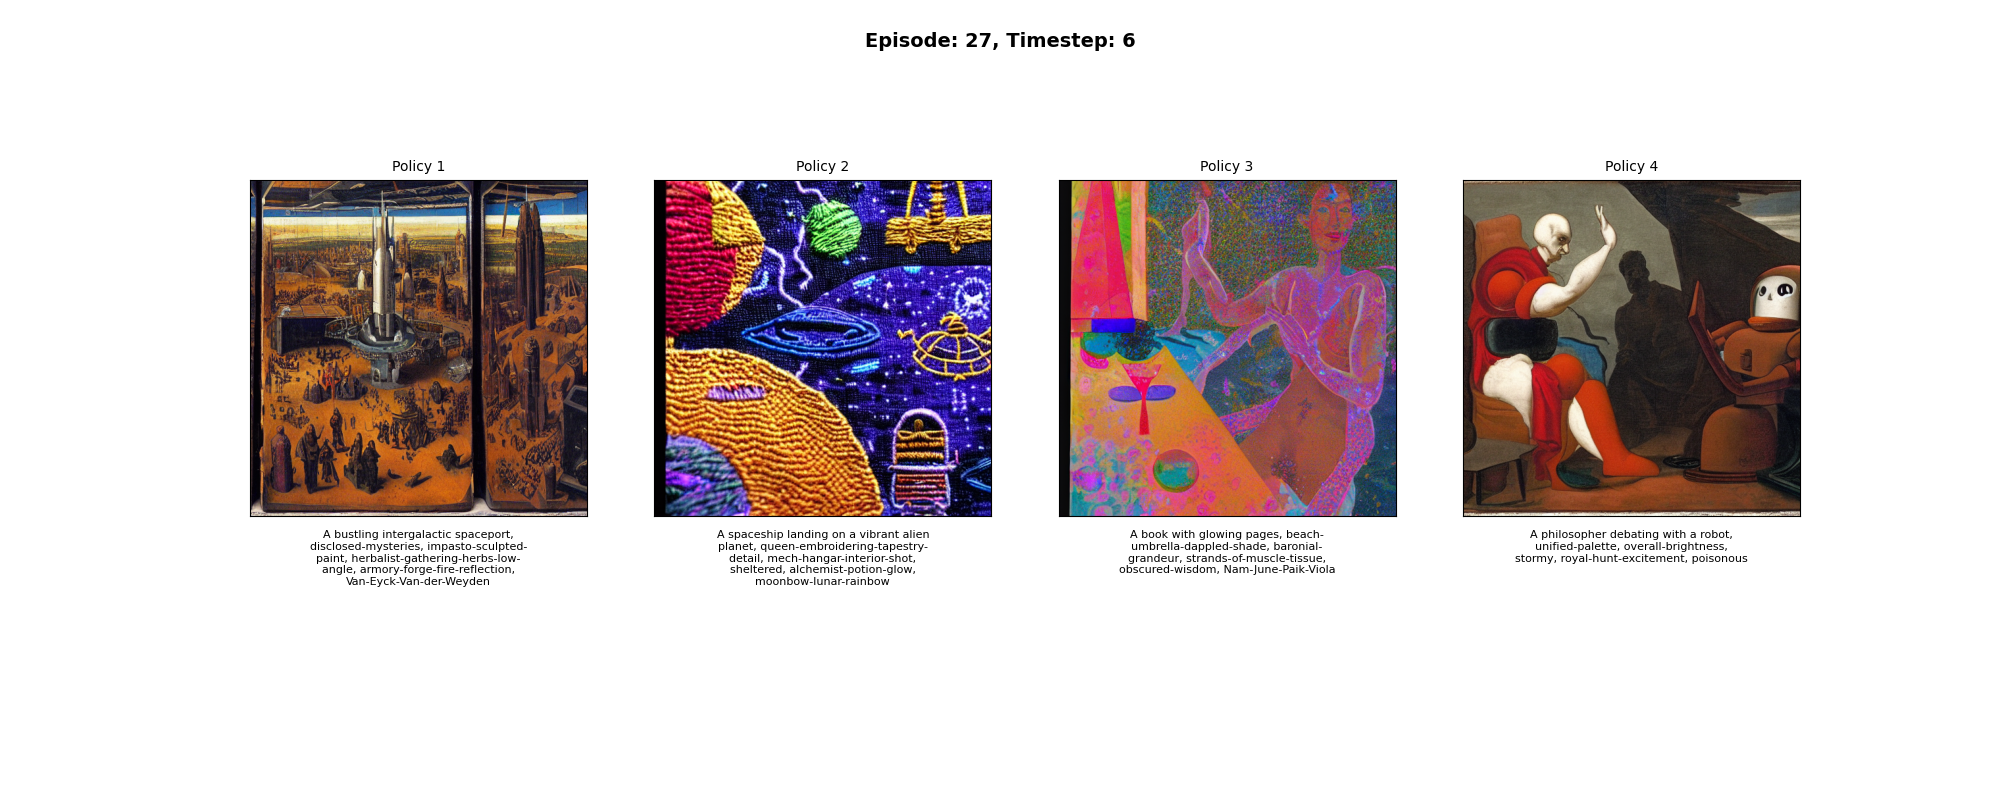 Episode: 27, Timestep: 6
Policy 1
A bustling intergalactic spaceport,
disclosed-mysteries, impasto-sculpted-
paint, herbalist-gathering-herbs-low-
angle, armory-forge-fire-reflection,
Van-Eyck-Van-der-Weyden
Policy 2
A spaceship landing on a vibrant alien
planet, queen-embroidering-tapestry-
detail, mech-hangar-interior-shot,
sheltered, alchemist-potion-glow,
moonbow-lunar-rainbow
Policy 3
A book with glowing pages, beach-
umbrella-dappled-shade, baronial-
grandeur, strands-of-muscle-tissue,
obscured-wisdom, Nam-June-Paik-Viola
Policy 4
A philosopher debating with a robot,
unified-palette, overall-brightness,
stormy, royal-hunt-excitement, poisonous